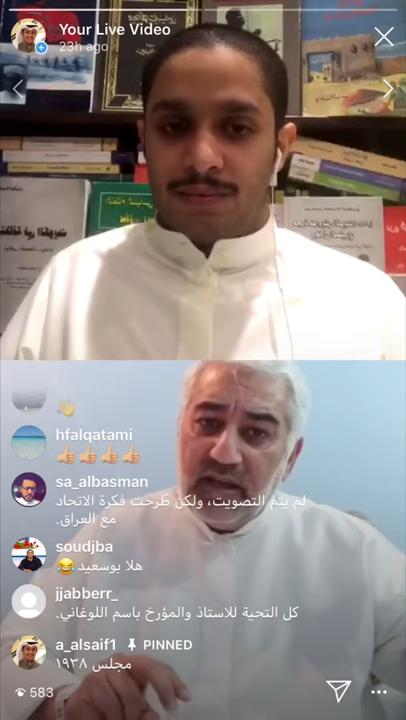 Your Live Video
23h ago
hfalqatami
sa_albasman
لم يتم التصويت، ولكن طُرحت فكرة الاتحاد
مع العراق.
soudjba
هلا بوسعيد
jjabberr_
كل التحية للاستاذ والمؤرخ باسم اللوغاني.
a_alsaif1 PINNED
مجلس ١٩٣٨
583